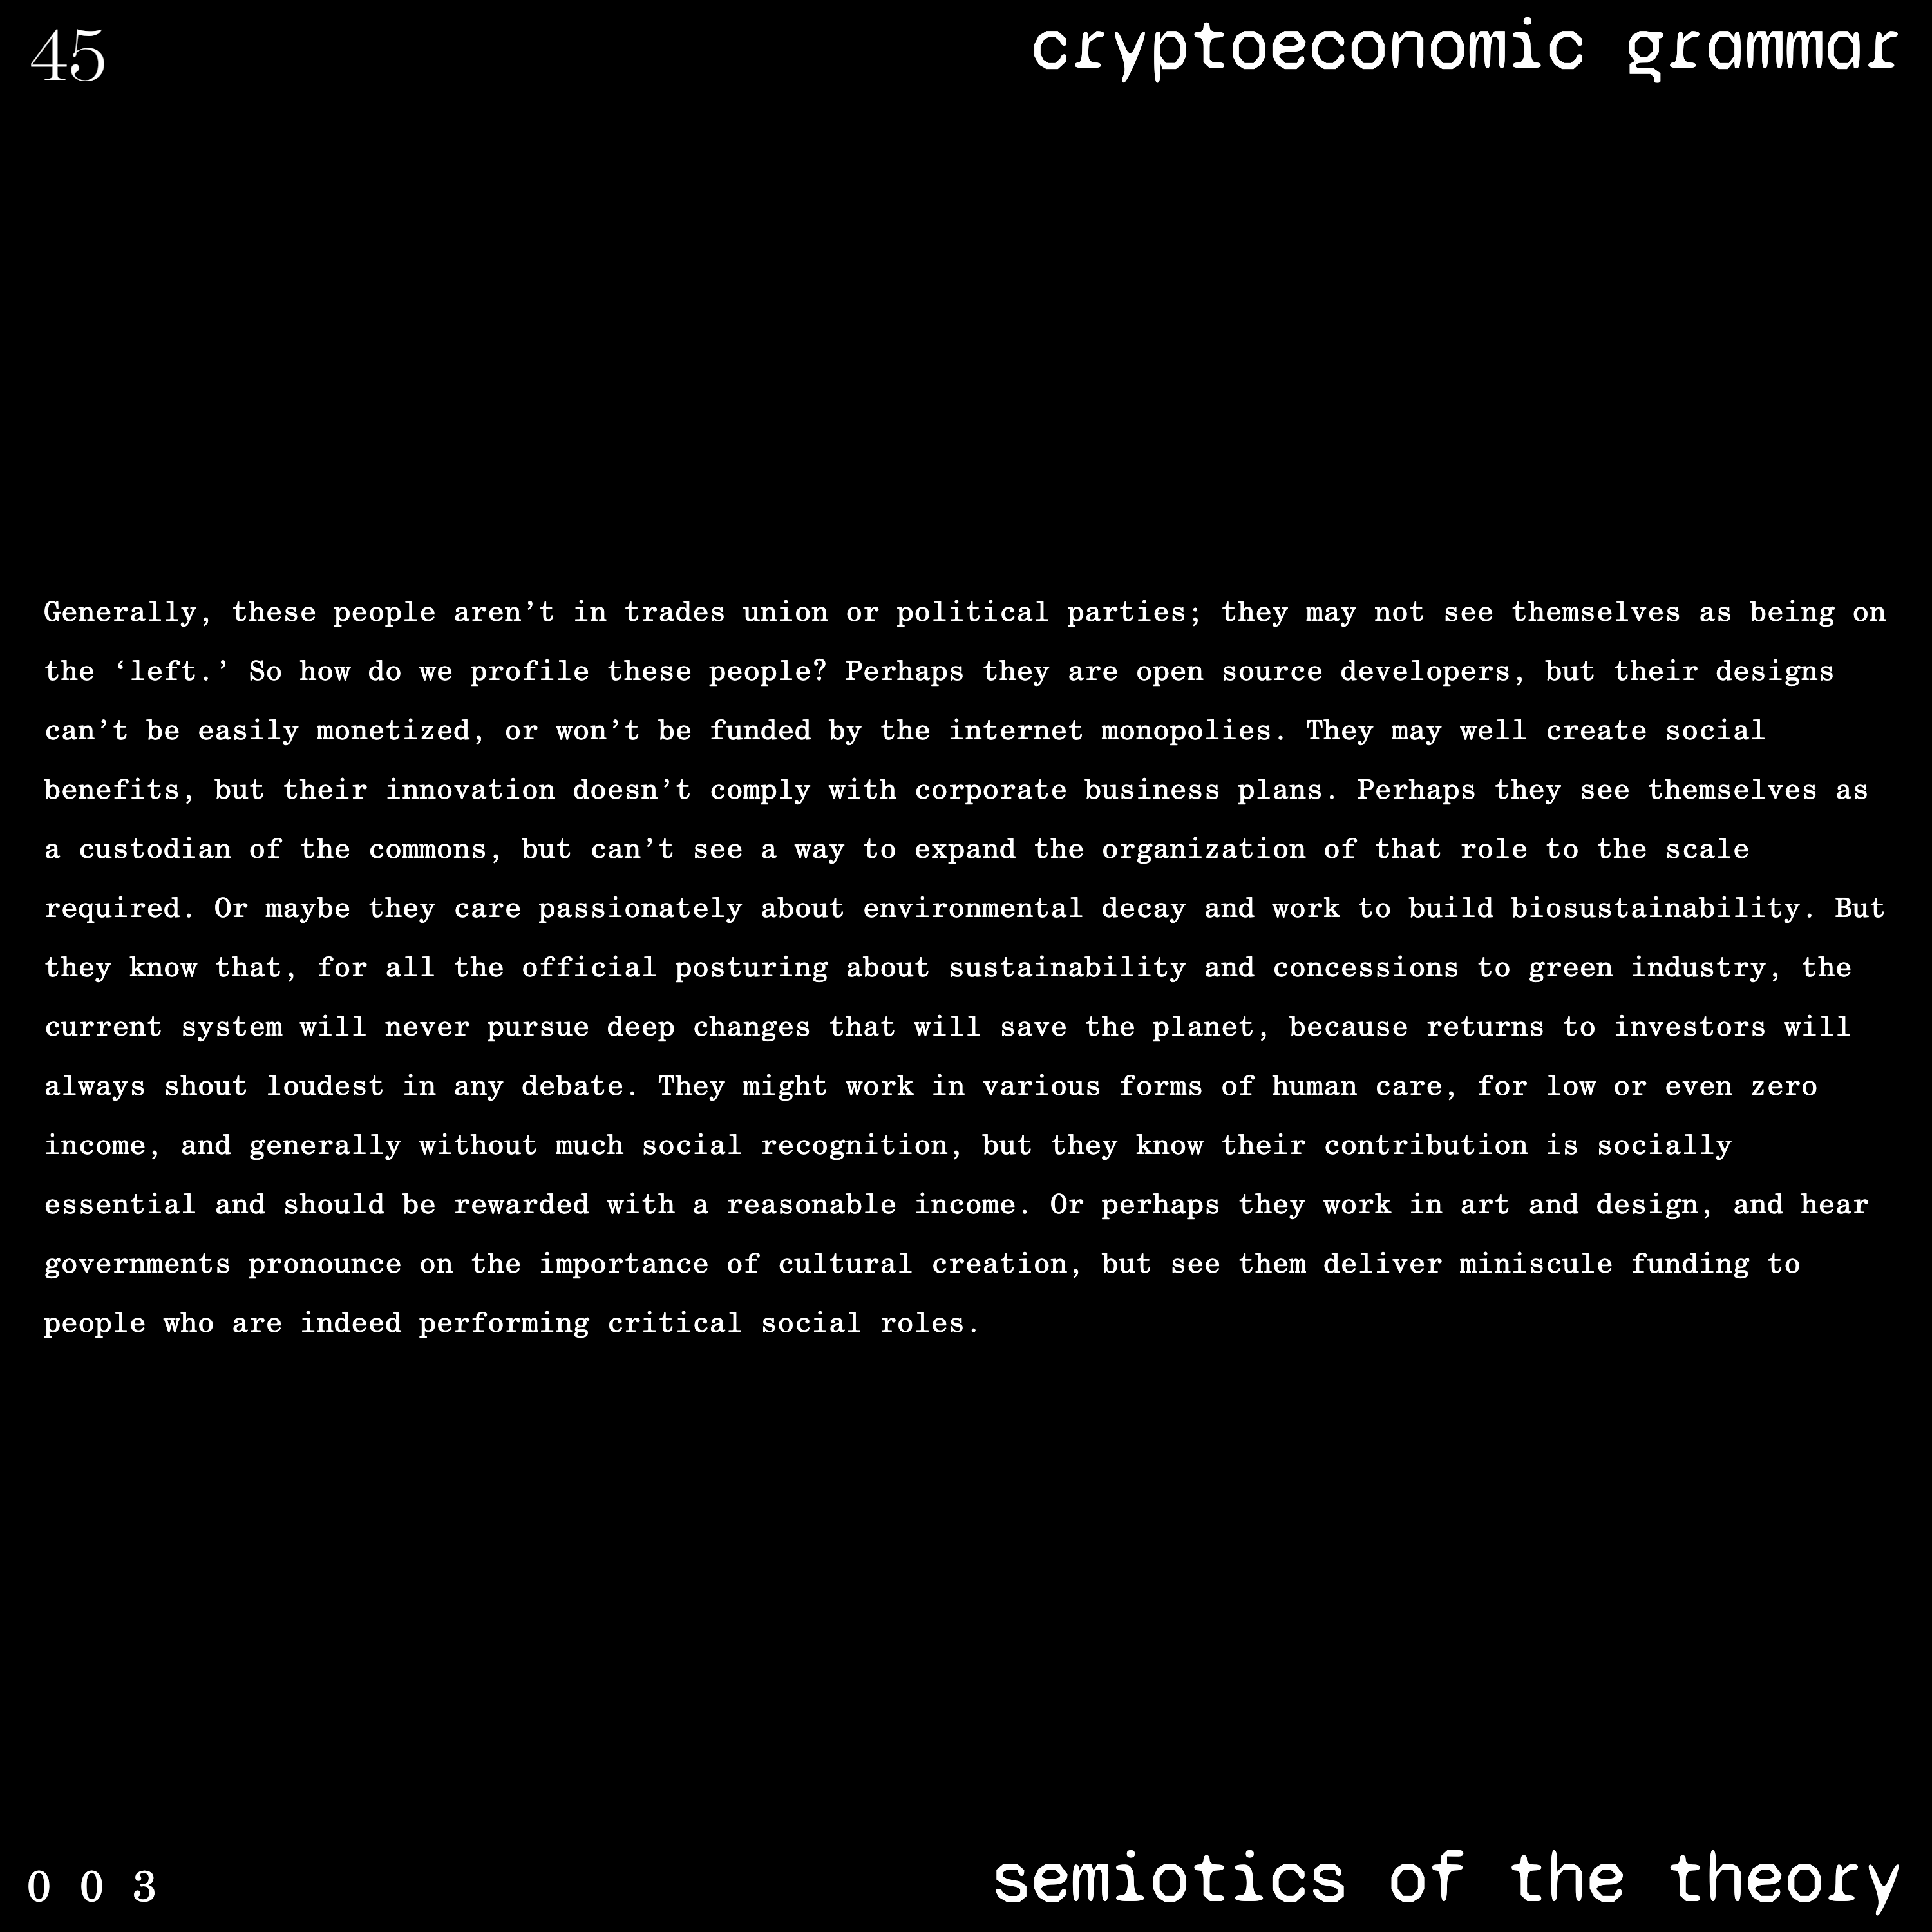 45
cryptoeconomic grammar
Generally, these people aren’t in trades union or political parties; they may not see themselves as being on
the ‘left.’ So how do we profile these people? Perhaps they are open source developers, but their designs
can’t be easily monetized, or won’t be funded by the internet monopolies. They may well create social
benefits, but their innovation doesn’t comply with corporate business plans. Perhaps they see themselves as
a custodian of the commons, but can’t see a way to expand the organization of that role to the scale
required. Or maybe they care passionately about environmental decay and work to build biosustainability. But
they know that, for all the official posturing about sustainability and concessions to green industry, the
current system will never pursue deep changes that will save the planet, because returns to investors will
always shout loudest in any debate. They might work in various forms of human care, for low or even zero
income, and generally without much social recognition, but they know their contribution is socially
essential and should be rewarded with a reasonable income. Or perhaps they work in art and design, and hear
governments pronounce on the importance of cultural creation, but see them deliver miniscule funding to
people who are indeed performing critical social roles.
0 0 3
semiotics of the theory